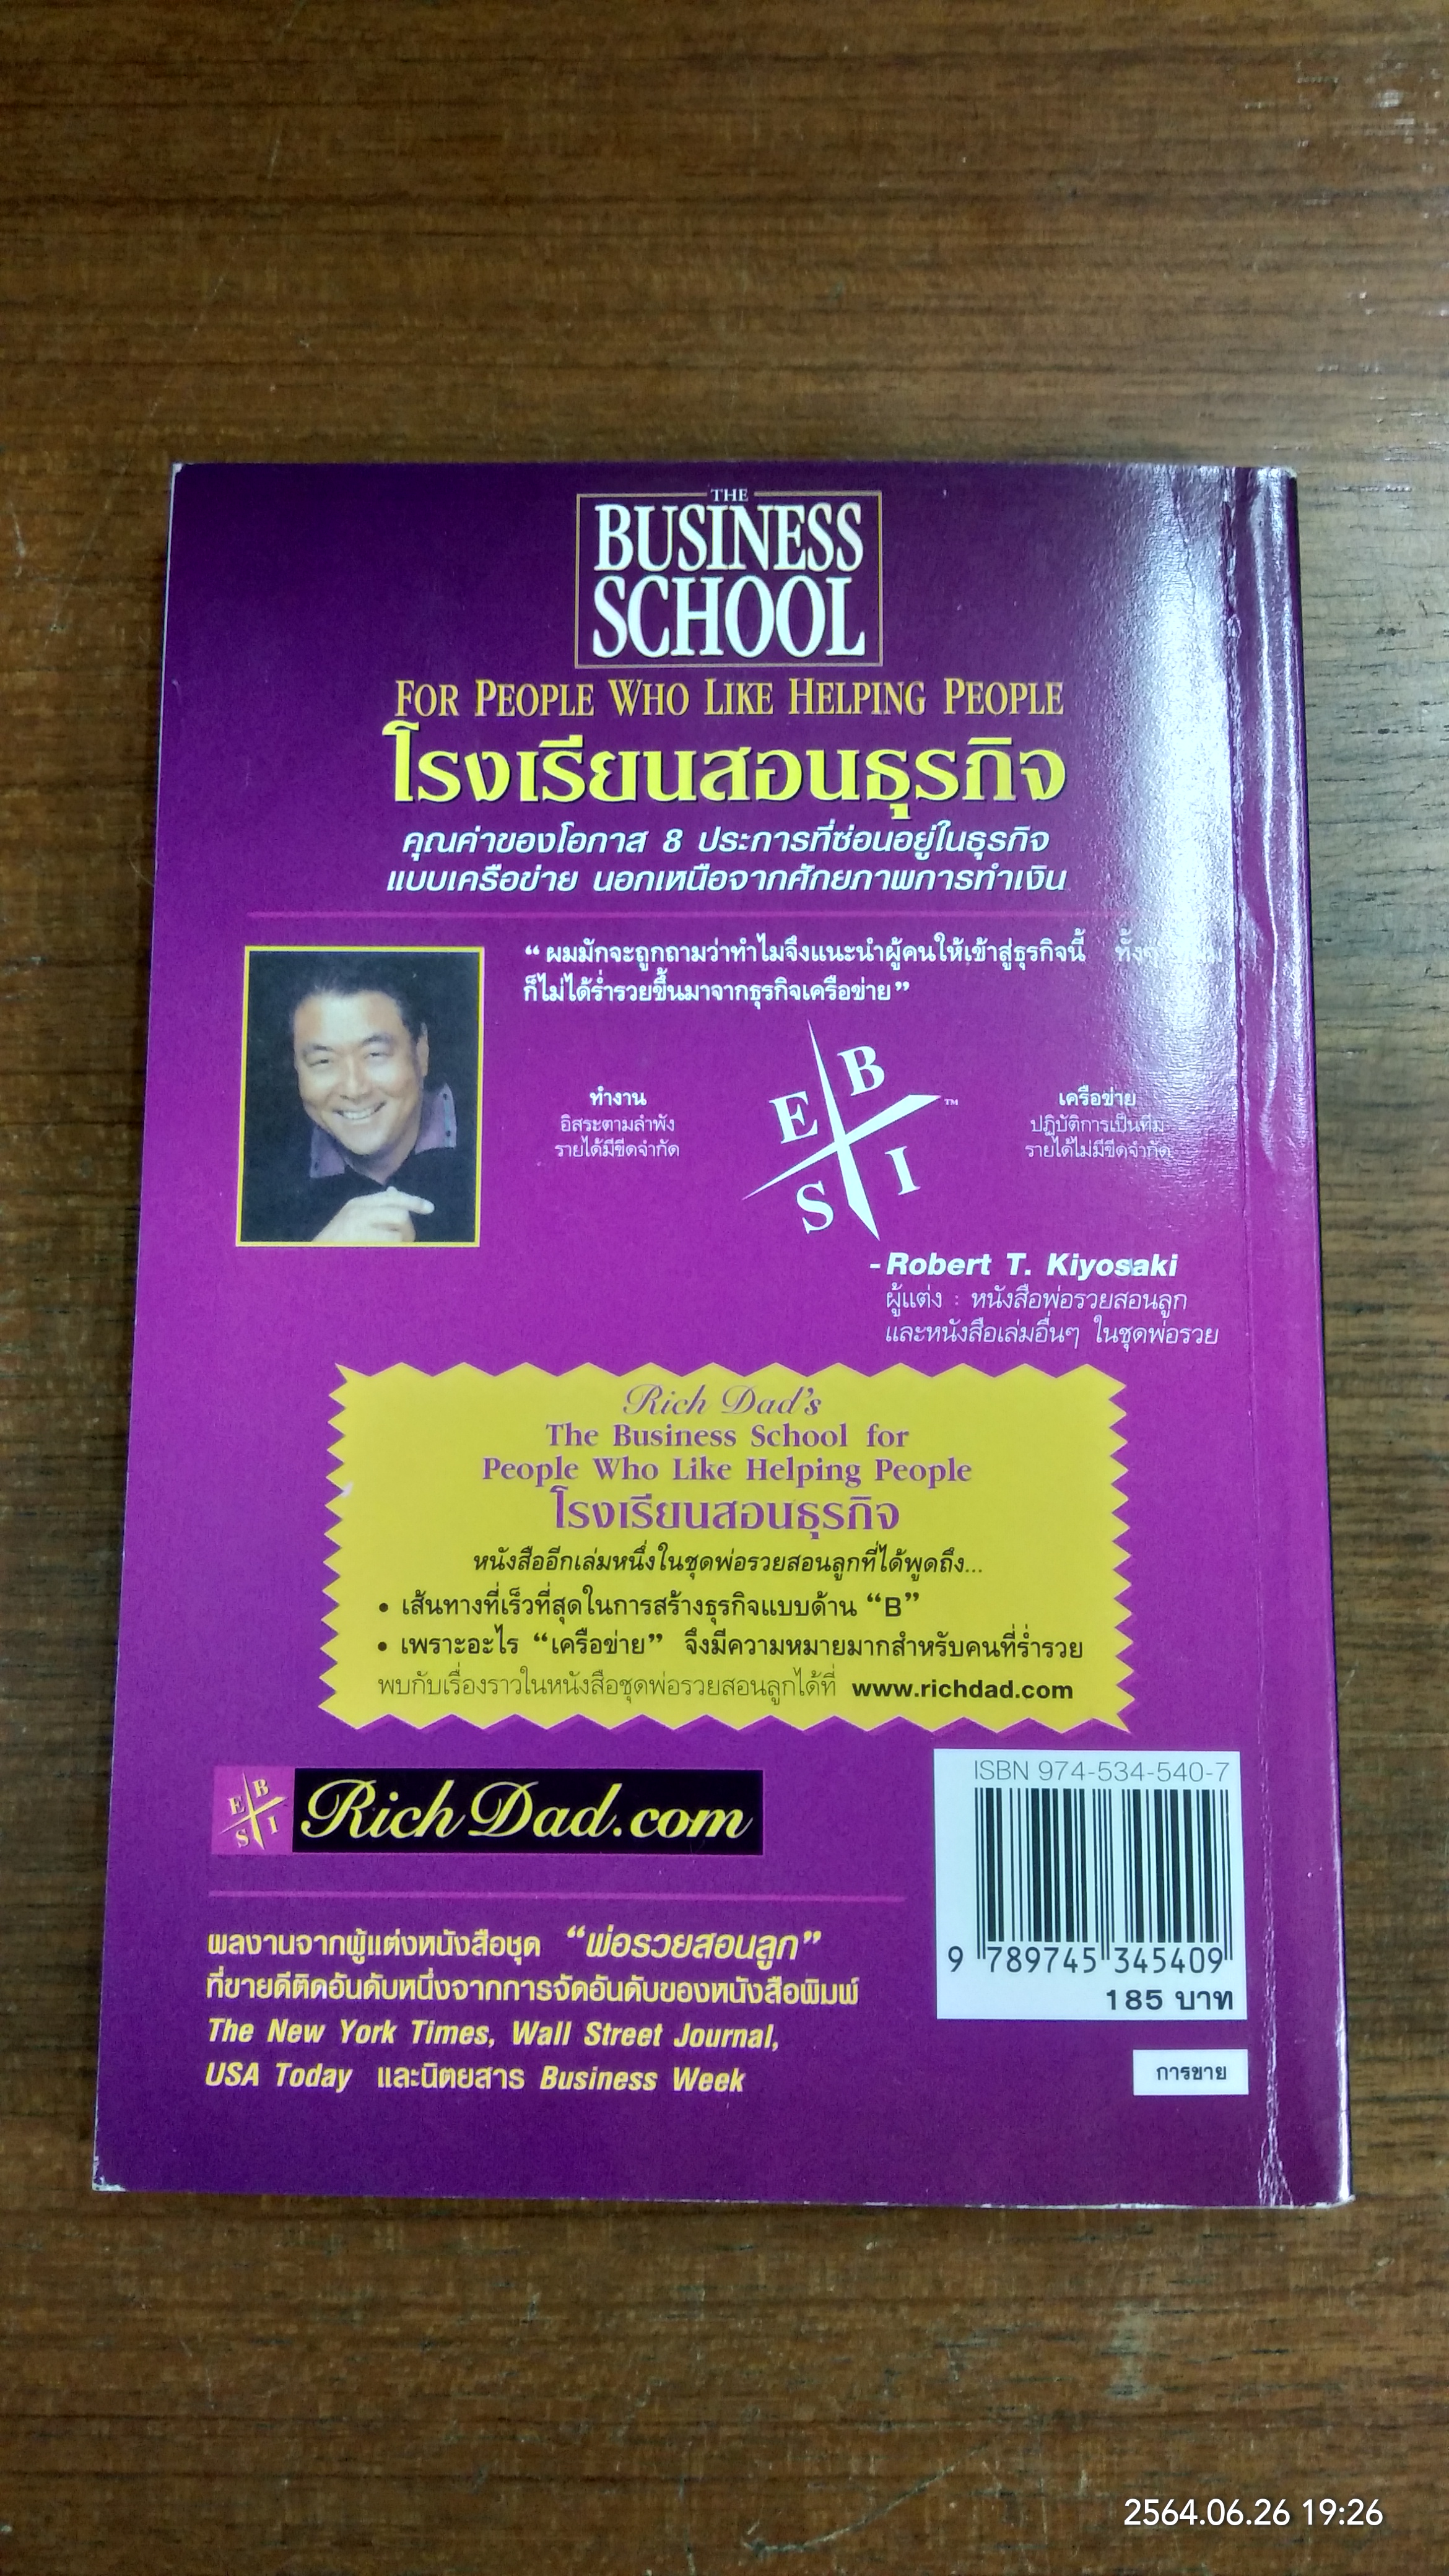 THE
BUSINESS
SCHOOL
FOR PEOPLE WHO LIKE HELPING PEOPLE
โรงเรียนสอนธุรกิจ
คุณค่าของโอกาส 8 ประการที่ซ่อนอยู่ในธุรกิจ
แบบเครือข่าย นอกเหนือจากศักยภาพการทำเงิน
“ ผมมักจะถูกถามว่าทำไมจึงแนะนำผู้คนให้เข้าสู่ธุรกิจนี้
ก็ไม่ได้ร่ำรวยขึ้นมาจากธุรกิจเครือข่าย”
ทำงาน
อิสระตามลำพัง
รายได้มีขีดจำกัด
E B
S I
™
เครือข่าย
ปฏิบัติการเป็นทีม
รายได้ไม่มีขีดจำกัด
-Robert T. Kiyosaki
ผู้แต่ง : หนังสือพ่อรวยสอนลูก
และหนังสือเล่มอื่นๆ ในชุดพ่อรวย
Rich Dad's
The Business School for
People Who Like Helping People
โรงเรียนสอนธุรกิจ
หนังสืออีกเล่มหนึ่งในชุดพ่อรวยสอนลูกที่ได้พูดถึง...
• เส้นทางที่เร็วที่สุดในการสร้างธุรกิจแบบด้าน “B”
• เพราะอะไร “เครือข่าย” จึงมีความหมายมากสำหรับคนที่ร่ำรวย
พบกับเรื่องราวในหนังสือชุดพ่อรวยสอนลูกได้ที่ www.richdad.com
E B
S I
Rich Dad.com
ISBN 974-534-540-7
9 789745 345409
185 บาท
การขาย
ผลงานจากผู้แต่งหนังสือชุด “พ่อรวยสอนลูก”
ที่ขายดีติดอันดับหนึ่งจากการจัดอันดับของหนังสือพิมพ์
The New York Times, Wall Street Journal,
USA Today และนิตยสาร Business Week
2564.06.26 19:26